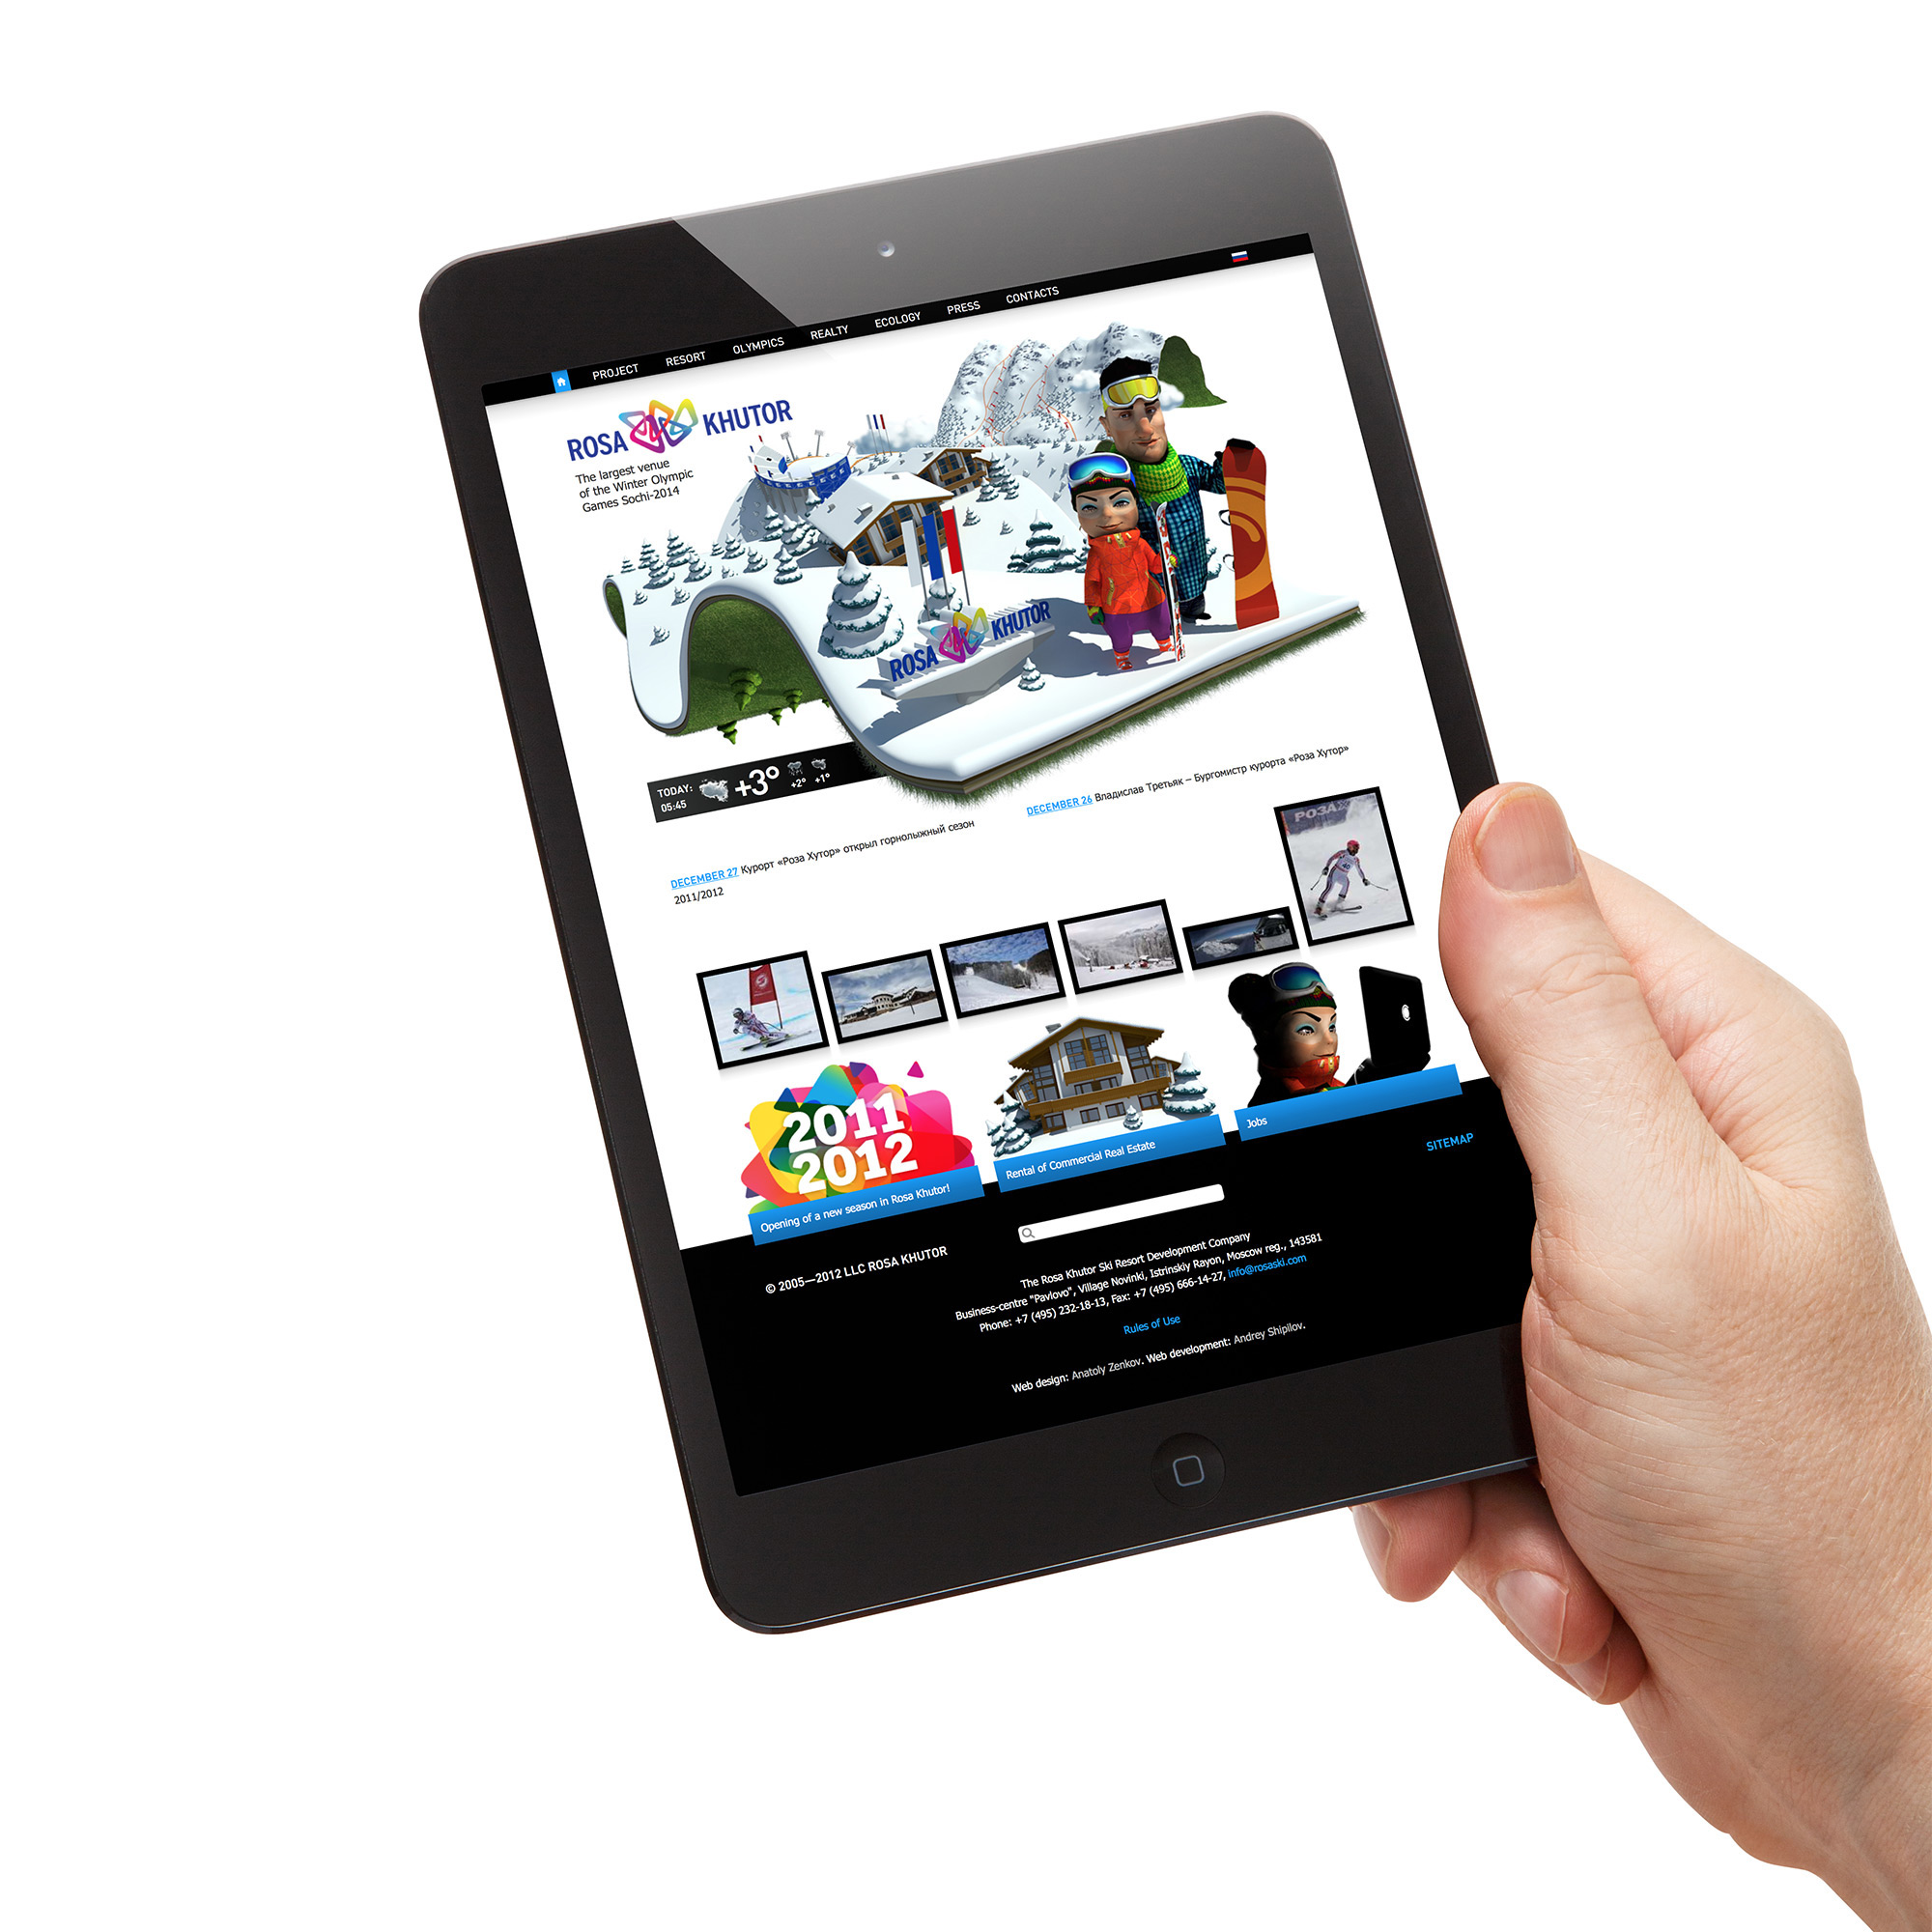 PROJECT RESORT OLYMPICS REALTY ECOLOGY PRESS CONTACTS
ROSA KHUTOR
The largest venue
of the Winter Olympic
Games Sochi-2014
ROSA KHUTOR
TODAY:
05:45
+3°
+2°
+1°
DECEMBER 27 Курорт «Роза Хутор» открыл горнолыжный сезон
2011/2012
DECEMBER 26 Владислав Третьяк – Бургомистр курорта «Роза Хутор»
РОЗА
2011
2012
Opening of a new season in Rosa Khutor!
Rental of Commercial Real Estate
Jobs
SITEMAP
© 2005—2012 LLC ROSA KHUTOR
The Rosa Khutor Ski Resort Development Company
Business-centre "Pavlovo", Village Novinki, Istrinskiy Rayon, Moscow reg., 143581
Phone: +7 (495) 232-18-13, Fax: +7 (495) 666-14-27, info@rosaski.com
Rules of Use
Web design: Anatoly Zenkov. Web development: Andrey Shipilov.